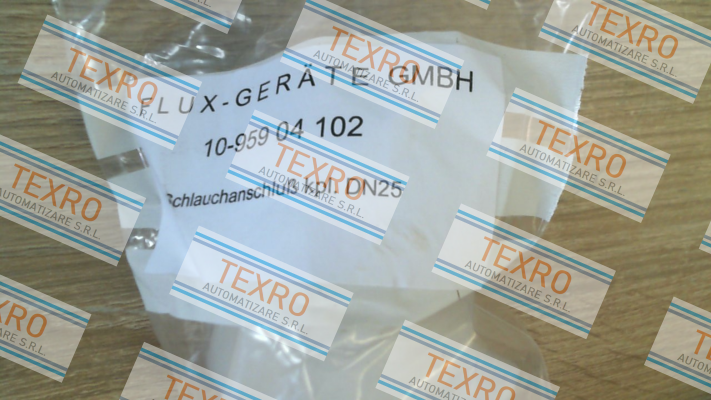 FLUX-GERÄTE GMBH
10-959 04 102
Schlauchanschluß kpl. DN25
TEXRO
AUTOMATIZARE S.R.L.